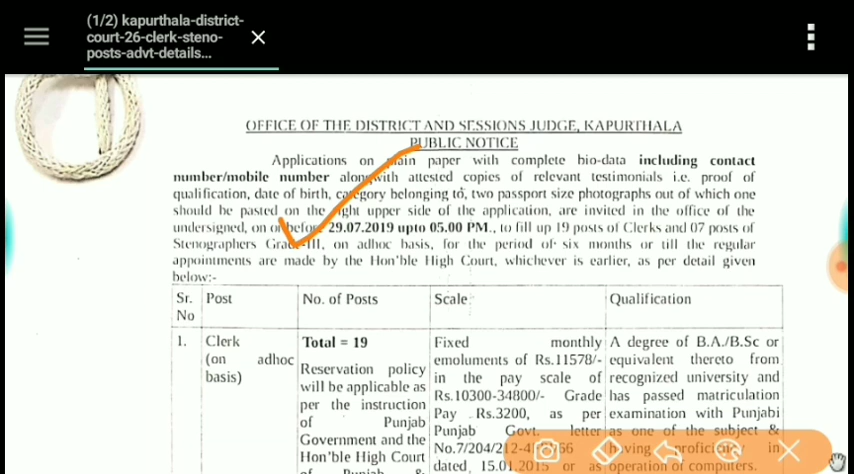 (1/2) kapurthala-district-
court-26-clerk-steno-
posts-advt-details...
OFFICE OF THE DISTRICT AND SESSIONS JUDGE, KAPURTHALA
PUBLIC NOTICE
Applications on plain paper with complete bio-data including contact
number/mobile number along with attested copies of relevant testimonials i.e. proof of
qualification, date of birth, category belonging to, two passport size photographs out of which one
should be pasted on the right upper side of the application, are invited in the office of the
undersigned, on or before 29.07.2019 upto 05.00 PM., to fill up 19 posts of Clerks and 07 posts of
Stenographers Grade-III, on adhoc basis, for the period of six months or till the regular
appointments are made by the Hon'ble High Court, whichever is earlier, as per detail given
below:-
Sr. No Post No. of Posts Scale Qualification
1. Clerk Total = 19 Fixed monthly A degree of B.A./B.Sc or
(on adhoc emoluments of Rs.11578/- equivalent thereto from
basis) Reservation policy in the pay scale of recognized university and
will be applicable as Rs.10300-34800/- Grade has passed matriculation
per the instruction Pay Rs.3200, as per examination with Punjabi
of Punjab Punjab Govt. letter as one of the subject &
Government and the No.7/204/ having proficiency in
Hon'ble High Court dated, 15.01.2015 or as operation of computers.
of Punjab &